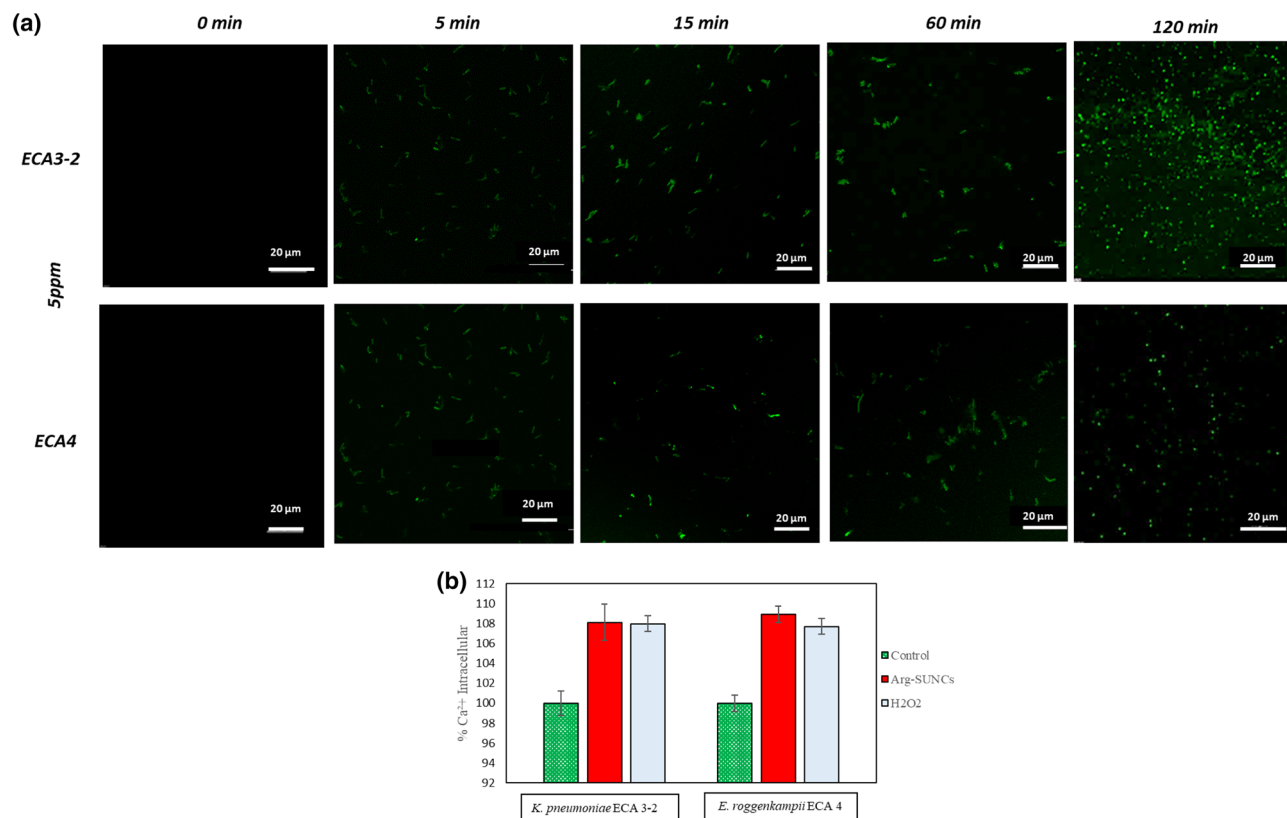 (a)
0 min 5 min 15 min 60 min 120 min
ECA3-2
20 µm 20 µm 20 µm 20 µm 20 µm
5ppm
ECA4
20 µm 20 µm 20 µm 20 µm 20 µm
(b)
112
110
108
106
104
102
100
98
96
94
92
% Ca²⁺ Intracellular
Control
Arg-SUNCs
H2O2
K. pneumoniae ECA 3-2
E. roggenkampii ECA 4